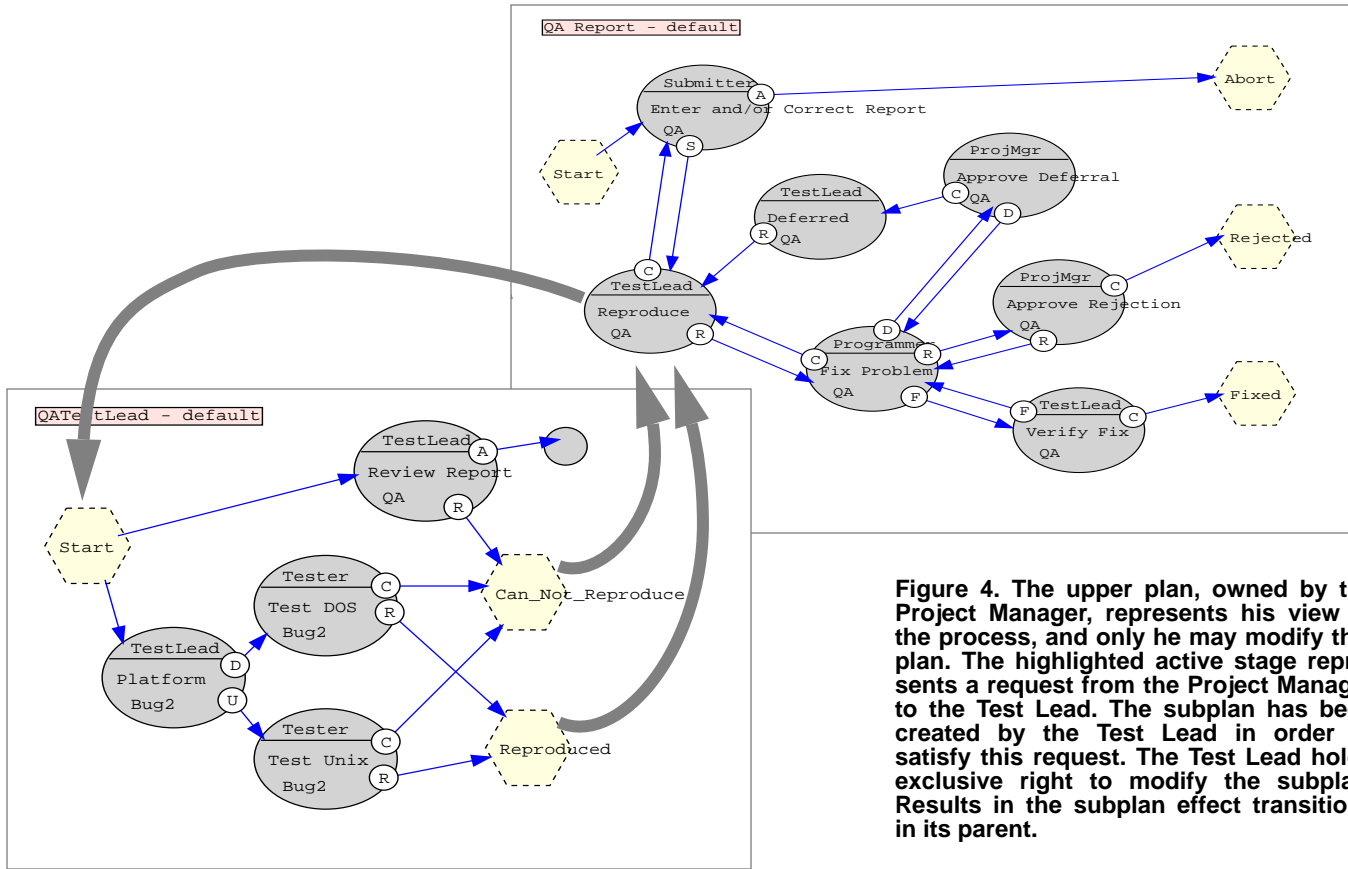 QA Report - default
Submitter
A
Enter and/or Correct Report
QA
S
Abort
Start
ProjMgr
Approve Deferral
C
QA
D
TestLead
Deferred
R
QA
Rejected
C
TestLead
Reproduce
QA
R
ProjMgr
C
Approve Rejection
QA
R
D
Programmer
C
R
Fix Problem
QA
F
F
TestLead
C
Verify Fix
QA
Fixed
QATestLead - default
TestLead
A
Review Report
QA
R
Start
Tester
C
Test DOS
R
Bug2
Can_Not_Reproduce
TestLead
D
Platform
U
Bug2
Tester
C
Test Unix
R
Bug2
Reproduced
Figure 4. The upper plan, owned by t
Project Manager, represents his view
the process, and only he may modify th
plan. The highlighted active stage repr
sents a request from the Project Manag
to the Test Lead. The subplan has be
created by the Test Lead in order
satisfy this request. The Test Lead hol
exclusive right to modify the subpla
Results in the subplan effect transition
in its parent.